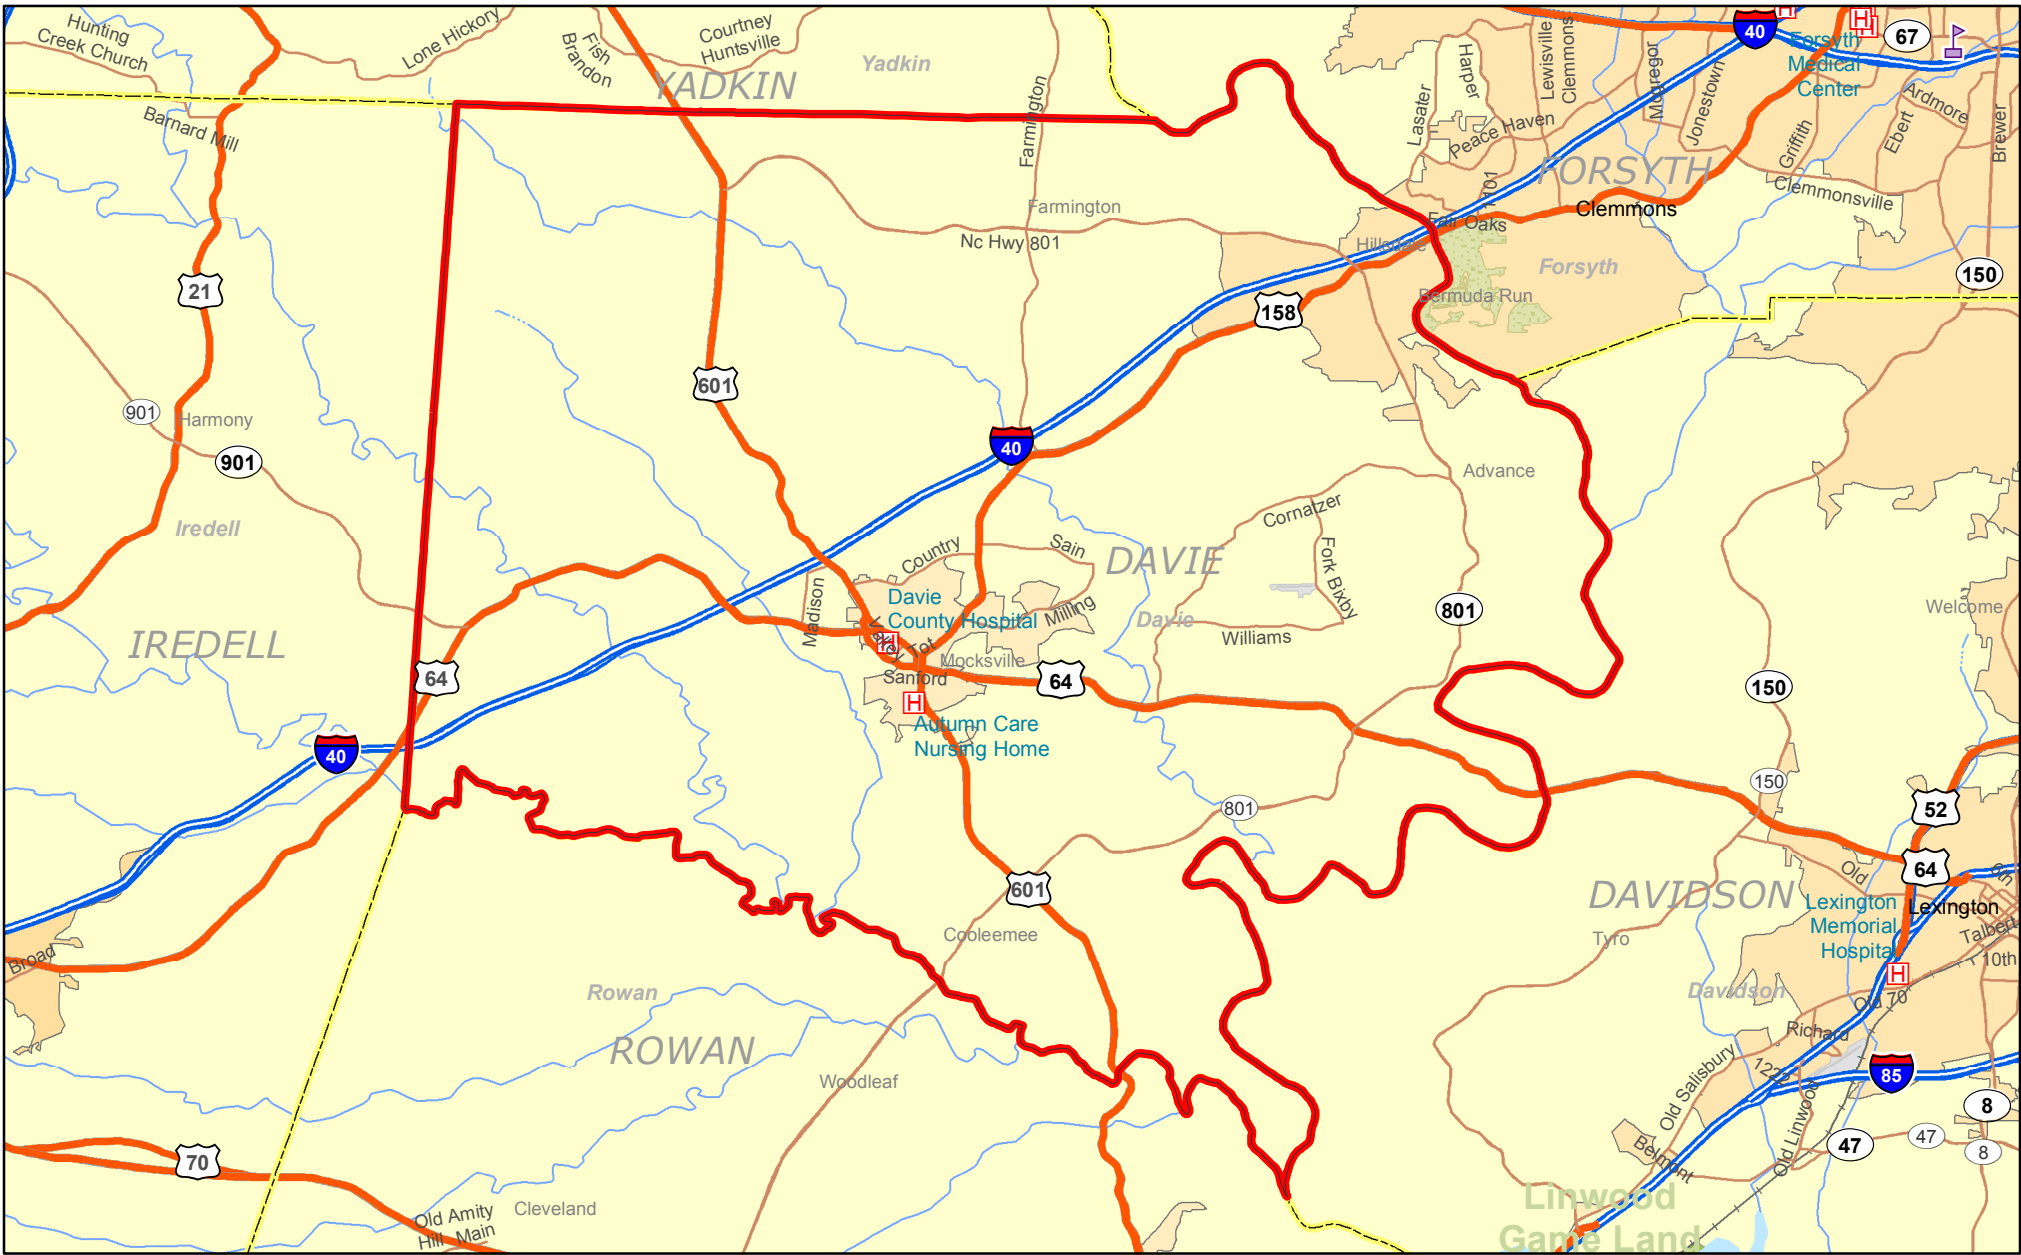 Hunting
Creek Church
Lone Hickory
Fish
Brandon
Courtney
Huntsville
Yadkin
YADKIN
Farmington
Barnard Mill
Harper
Lasater
Lewisville
Clemmons
Peace Haven
Mcgregor
Jonestown
40
Forsyth
Medical
Center
H
67
Ardmore
Griffith
Ebert
Brewer
FORSYTH
Clemmonsville
Clemmons
Fair Oaks
Farmington
Nc Hwy 801
Hillsdale
Forsyth
Bermuda Run
150
21
158
601
901
Harmony
901
40
Advance
Iredell
Cornatzer
Country
Sain
DAVIE
Fork Bixby
Madison
Davie
County Hospital
Milling
H
Tot
Davie
Williams
801
Welcome
IREDELL
64
Mocksville
Sanford
64
150
H
Autumn Care
Nursing Home
40
150
52
801
64
Old
6th
601
DAVIDSON
Lexington
Memorial
Hospital
Lexington
Talbert
Cooleemee
Tyro
Broad
10th
H
Rowan
Davidson
Old 70
Richard
ROWAN
Woodleaf
Old Salisbury
1222
85
Old Linwood
8
47
47
8
Belmont
70
Cleveland
Old Amity
Hill
Main
Linwood
Game Land